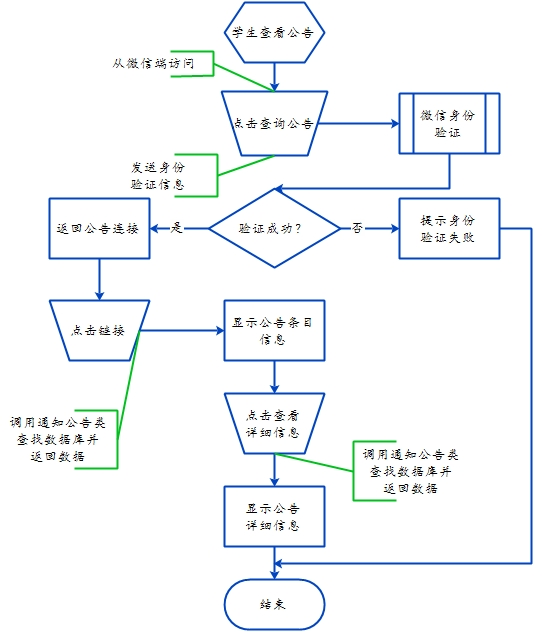 学生查看公告
从微信端访问
点击查询公告
微信身份
验证
发送身份
验证信息
返回公告连接
是
验证成功?
否
提示身份
验证失败
点击链接
显示公告条目
信息
调用通知公告类
查找数据库并
返回数据
点击查看
详细信息
调用通知公告类
查找数据库并
返回数据
显示公告
详细信息
结束